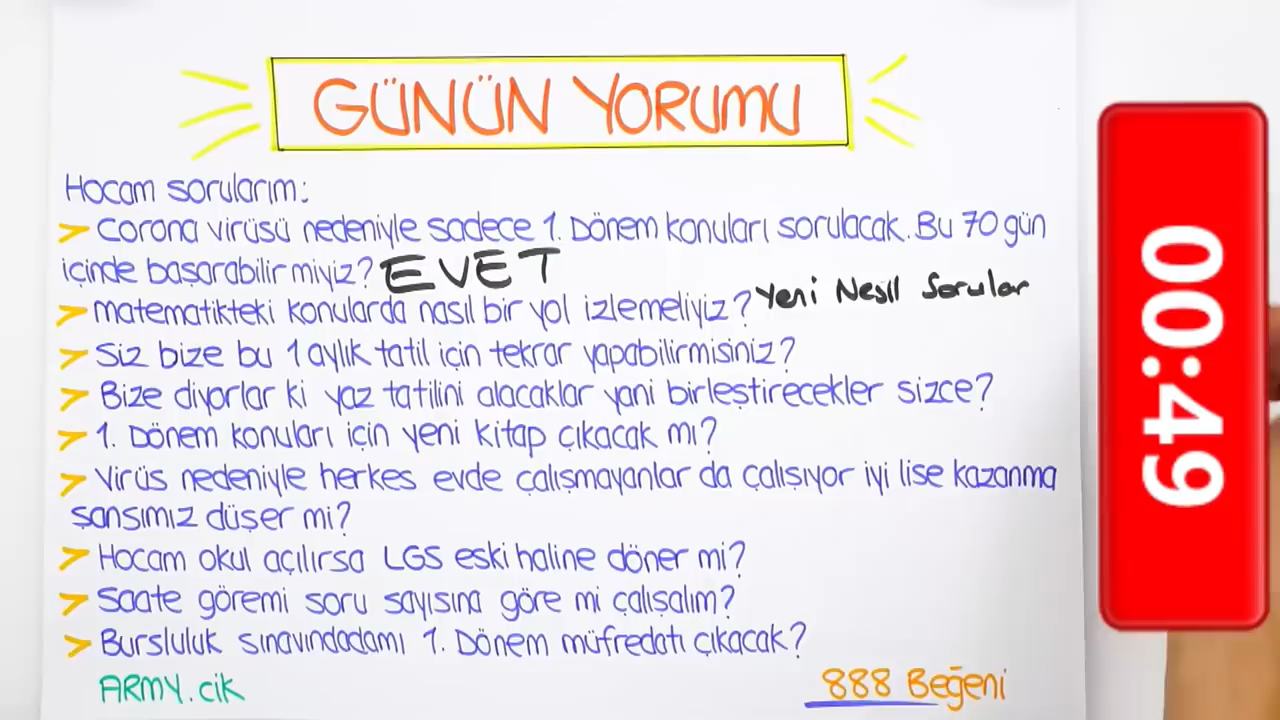 GÜNÜN YORUMU
Hocam sorularım:
➤ Corona virüsü nedeniyle sadece 1. Dönem konuları sorulacak. Bu 70 gün
içinde başarabilir miyiz? EVET
➤ matematikteki konularda nasıl bir yol izlemeliyiz? Yeni Nesil Sorular
➤ Siz bize bu 1 aylık tatil için tekrar yapabilirmisiniz?
➤ Bize diyorlar ki yaz tatilini alacaklar yani birleştirecekler sizce?
➤ 1. Dönem konuları için yeni kitap çıkacak mı?
➤ Virüs nedeniyle herkes evde çalışmayanlar da çalışıyor iyi lise kazanma
şansımız düşer mi?
➤ Hocam okul açılırsa LGS eski haline döner mi?
➤ Saate göremi soru sayısına göre mi çalışalım?
➤ Bursluluk sınavındadamı 1. Dönem müfredatı çıkacak?
ARMY.cik
888 Beğeni
00:49